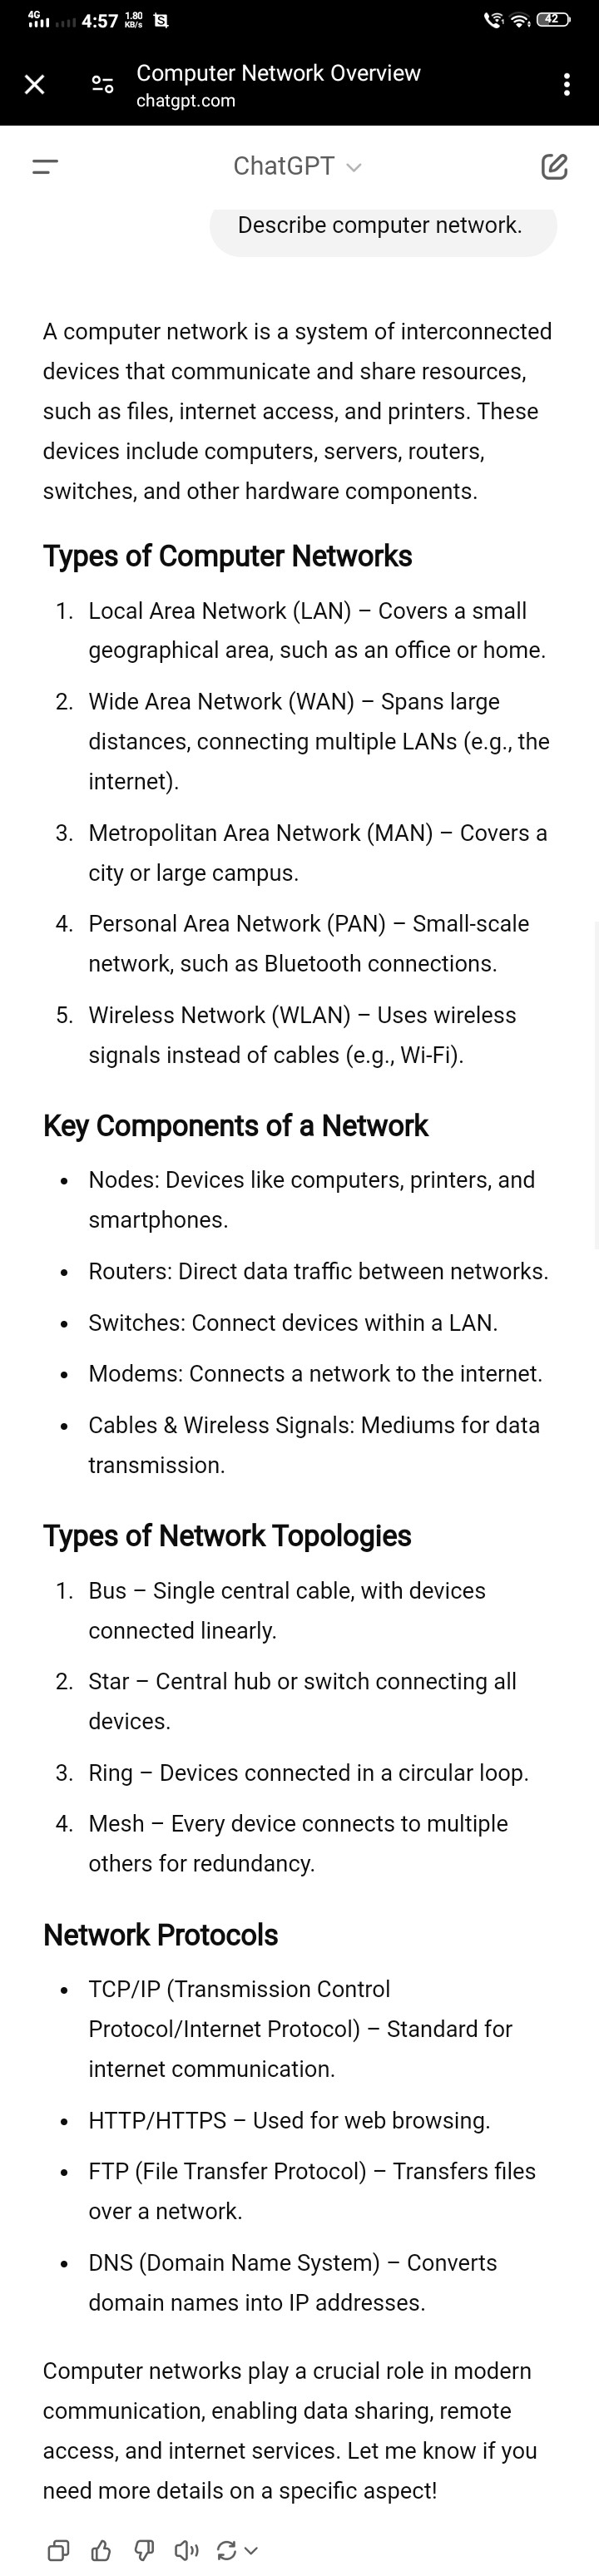 4G 4:57 1.80 KB/s 42
Computer Network Overview
chatgpt.com
ChatGPT
Describe computer network.
A computer network is a system of interconnected
devices that communicate and share resources,
such as files, internet access, and printers. These
devices include computers, servers, routers,
switches, and other hardware components.
Types of Computer Networks
1. Local Area Network (LAN) – Covers a small
geographical area, such as an office or home.
2. Wide Area Network (WAN) – Spans large
distances, connecting multiple LANs (e.g., the
internet).
3. Metropolitan Area Network (MAN) – Covers a
city or large campus.
4. Personal Area Network (PAN) – Small-scale
network, such as Bluetooth connections.
5. Wireless Network (WLAN) – Uses wireless
signals instead of cables (e.g., Wi-Fi).
Key Components of a Network
• Nodes: Devices like computers, printers, and
smartphones.
• Routers: Direct data traffic between networks.
• Switches: Connect devices within a LAN.
• Modems: Connects a network to the internet.
• Cables & Wireless Signals: Mediums for data
transmission.
Types of Network Topologies
1. Bus – Single central cable, with devices
connected linearly.
2. Star – Central hub or switch connecting all
devices.
3. Ring – Devices connected in a circular loop.
4. Mesh – Every device connects to multiple
others for redundancy.
Network Protocols
• TCP/IP (Transmission Control
Protocol/Internet Protocol) – Standard for
internet communication.
• HTTP/HTTPS – Used for web browsing.
• FTP (File Transfer Protocol) – Transfers files
over a network.
• DNS (Domain Name System) – Converts
domain names into IP addresses.
Computer networks play a crucial role in modern
communication, enabling data sharing, remote
access, and internet services. Let me know if you
need more details on a specific aspect!